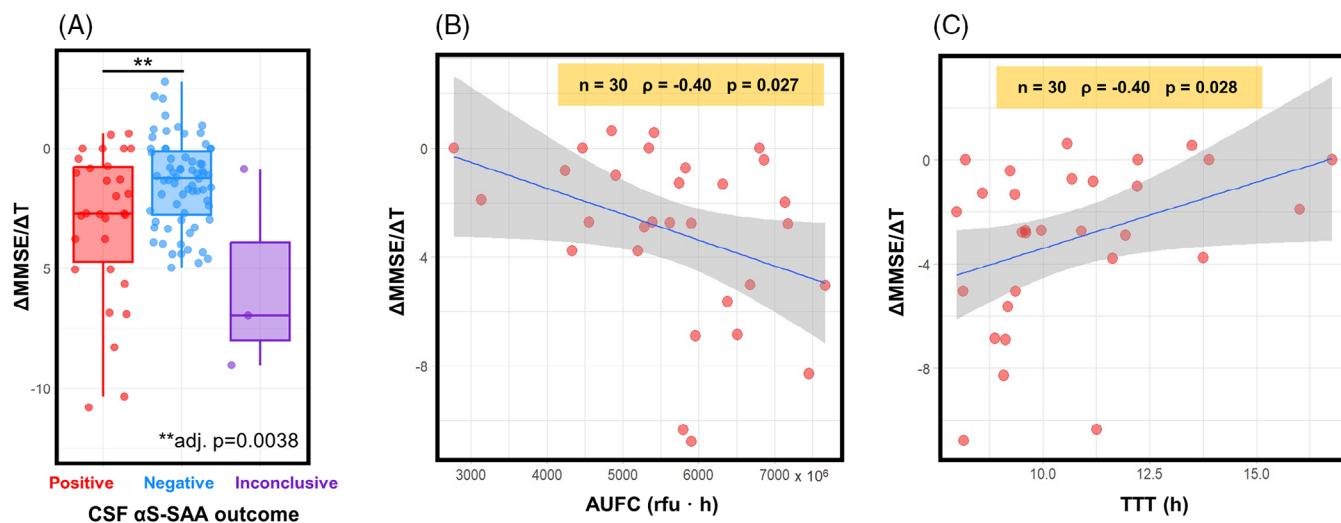 (A)
**
0
5
-10
ΔMMSE/ΔT
**adj. p=0.0038
Positive Negative Inconclusive
CSF αS-SAA outcome
(B)
n = 30 ρ = -0.40 p = 0.027
0
4
-8
ΔMMSE/ΔT
3000 4000 5000 6000 7000 x 10⁶
AUFC (rfu · h)
(C)
n = 30 ρ = -0.40 p = 0.028
0
-4
-8
ΔMMSE/ΔT
10.0 12.5 15.0
TTT (h)